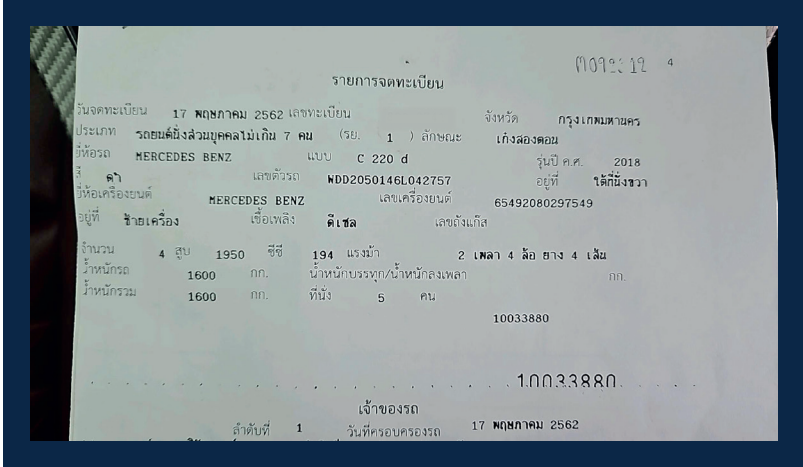 4
รายการจดทะเบียน
วันจดทะเบียน 17 พฤษภาคม 2562 เลขทะเบียน จังหวัด กรุงเทพมหานคร
ประเภท รถยนต์นั่งส่วนบุคคลไม่เกิน 7 คน (รย. 1 ) ลักษณะ เก๋งสองตอน
ยี่ห้อรถ MERCEDES BENZ แบบ C 220 d รุ่นปี ค.ศ. 2018
สี ดำ เลขตัวรถ WDD2050146L042757 อยู่ที่ ใต้ที่นั่งขวา
ยี่ห้อเครื่องยนต์ MERCEDES BENZ เลขเครื่องยนต์ 65492080297549
อยู่ที่ ซ้ายเครื่อง เชื้อเพลิง ดีเซล เลขถังแก๊ส
จำนวน 4 สูบ 1950 ซีซี 194 แรงม้า 2 เพลา 4 ล้อ ยาง 4 เส้น
น้ำหนักรถ 1600 กก. น้ำหนักบรรทุก/น้ำหนักลงเพลา กก.
น้ำหนักรวม 1600 กก. ที่นั่ง 5 คน
10033880
10033880
เจ้าของรถ
ลำดับที่ 1 วันที่ครอบครองรถ 17 พฤษภาคม 2562